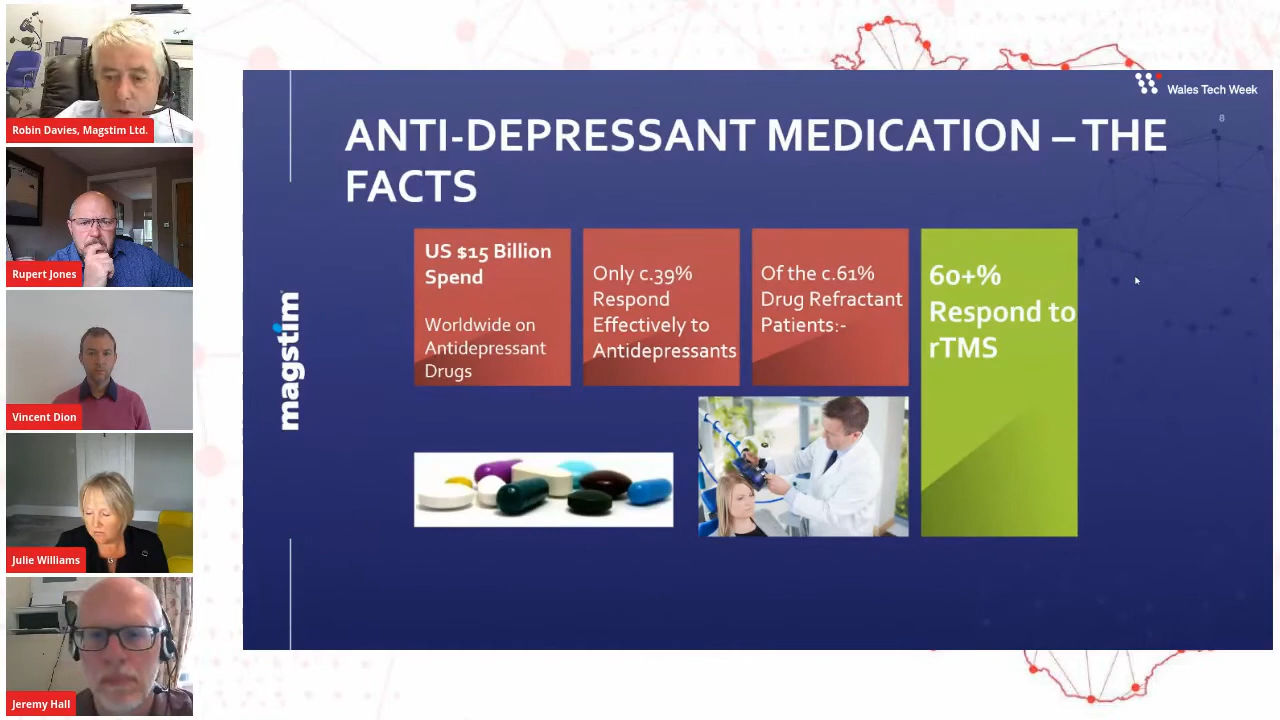 Robin Davies, Magstim Ltd.
Rupert Jones
Vincent Dion
Julie Williams
Jeremy Hall
Wales Tech Week
8
ANTI-DEPRESSANT MEDICATION – THE
FACTS
magstim
US $15 Billion
Spend
Worldwide on
Antidepressant
Drugs
Only c.39%
Respond
Effectively to
Antidepressants
Of the c.61%
Drug Refractant
Patients:-
60+%
Respond to
rTMS